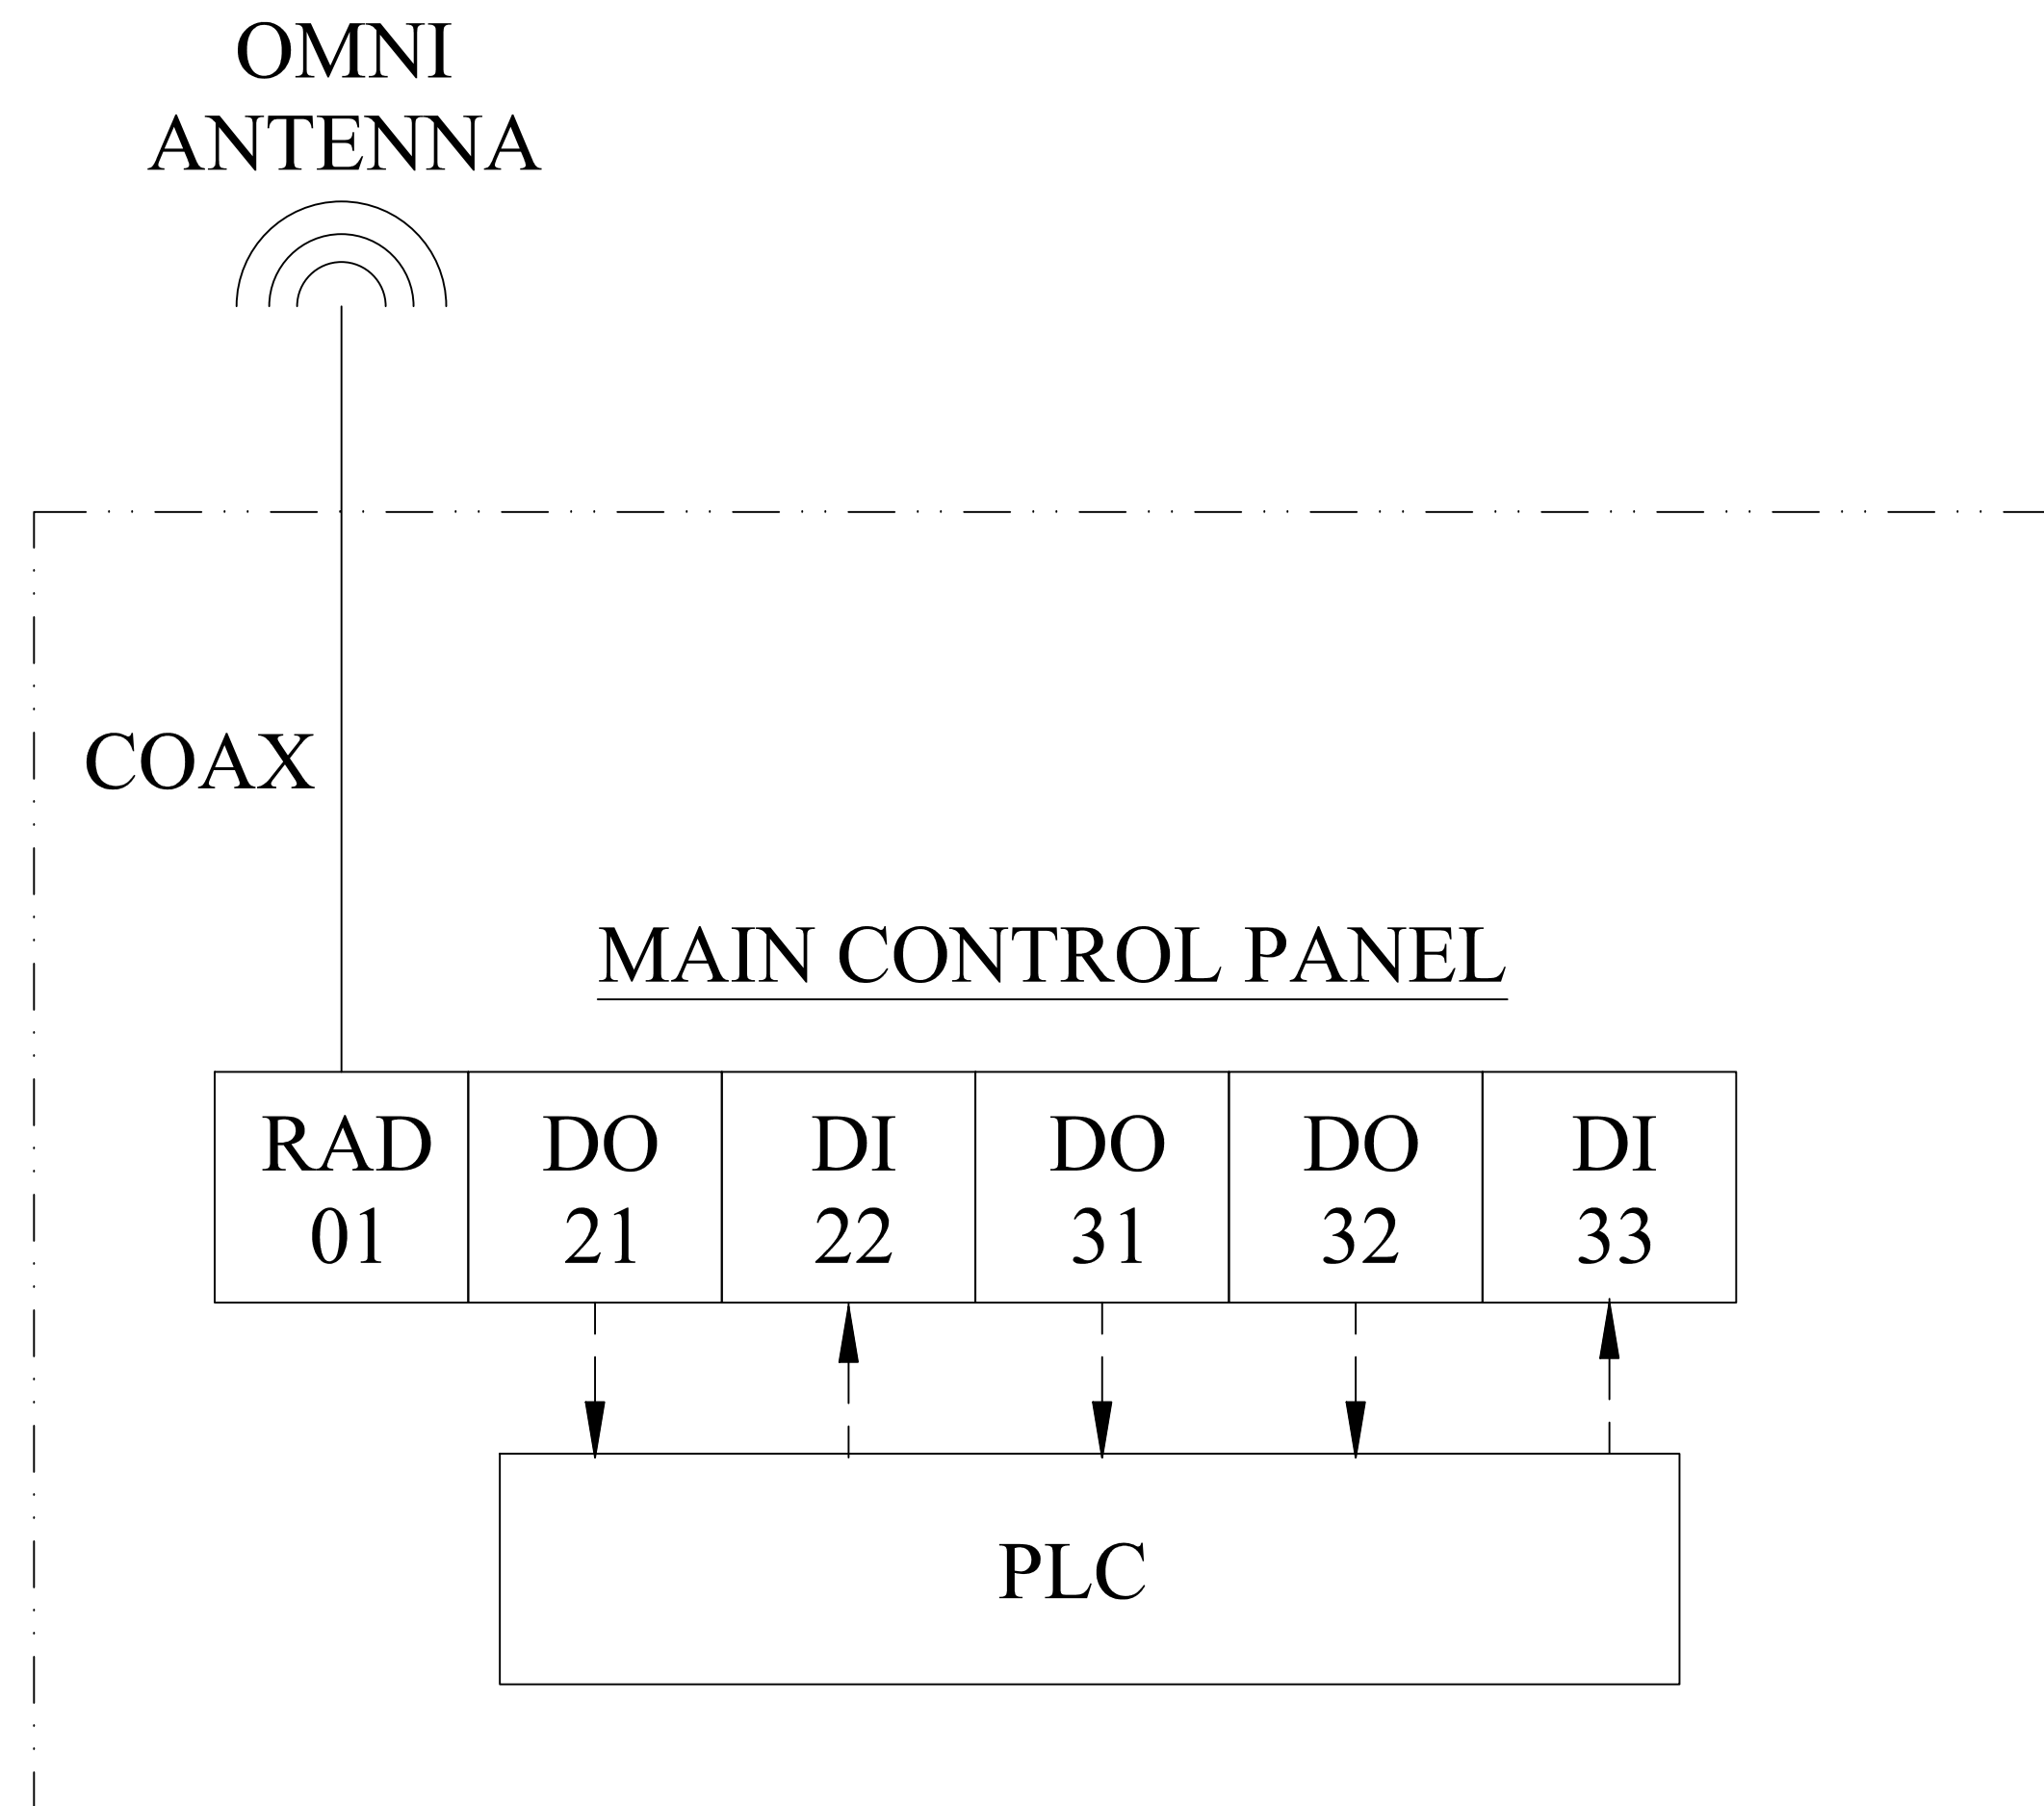 OMNI
ANTENNA
COAX
MAIN CONTROL PANEL
RAD
01
DO
21
DI
22
DO
31
DO
32
DI
33
PLC